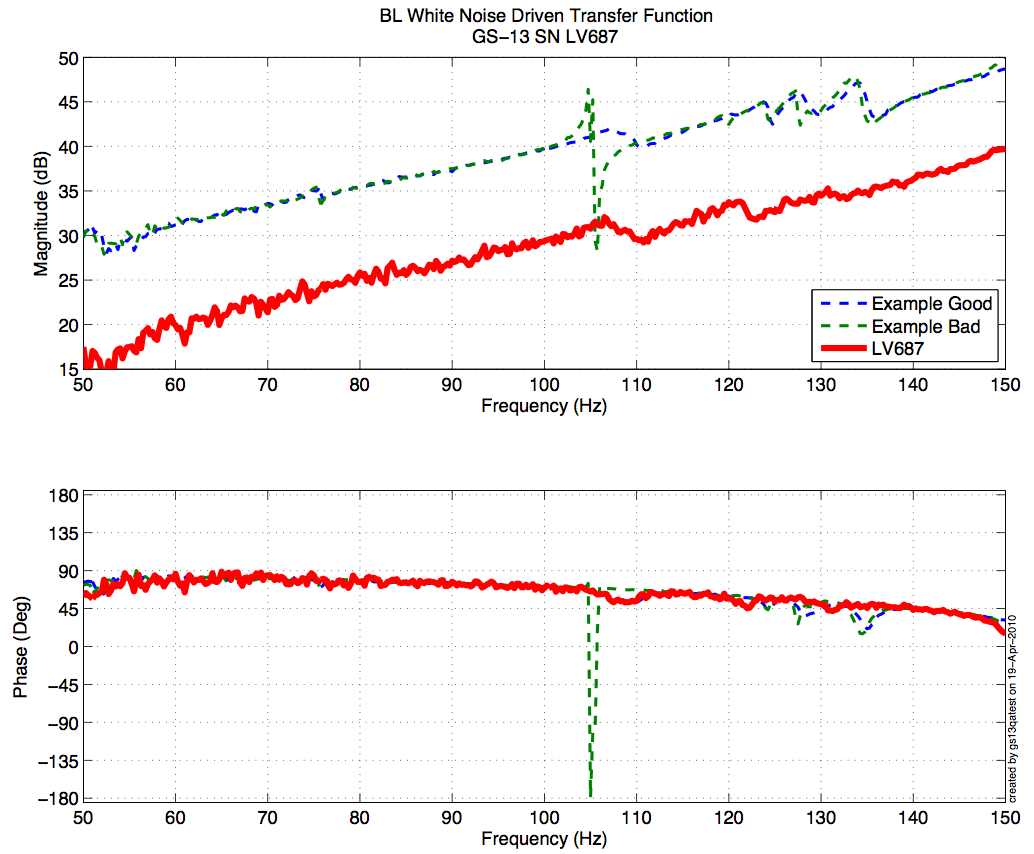 BL White Noise Driven Transfer Function
GS−13 SN LV687
50
45
40
35
30
25
20
15
Magnitude (dB)
Example Good
Example Bad
LV687
50 60 70 80 90 100 110 120 130 140 150
Frequency (Hz)
180
135
90
45
0
−45
−90
−135
−180
Phase (Deg)
50 60 70 80 90 100 110 120 130 140 150
Frequency (Hz)
created by gs13qatest on 19−Apr−2010